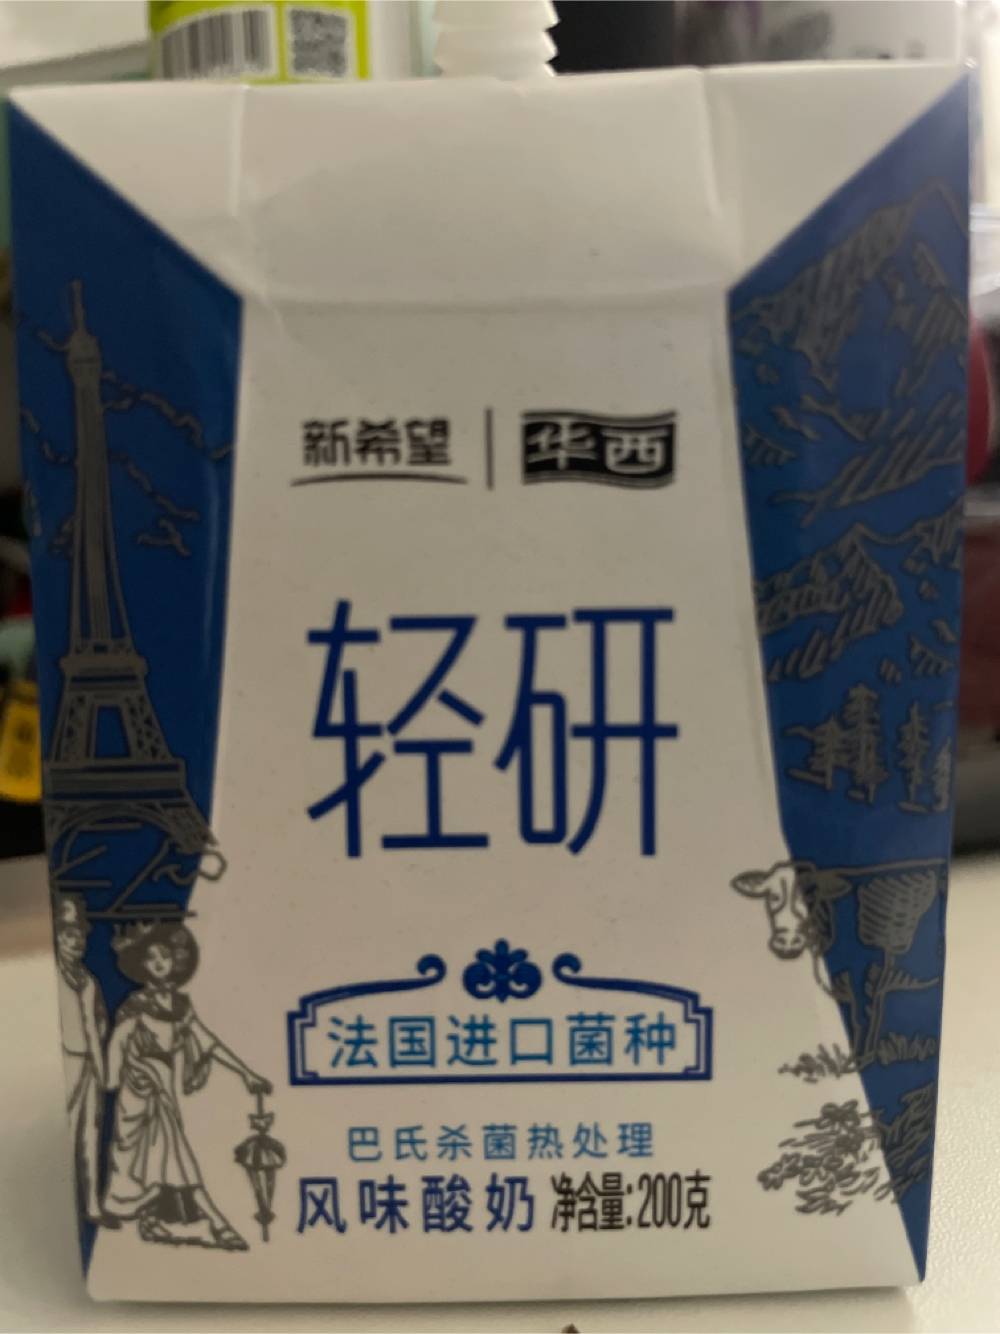 新希望 华西
轻研
法国进口菌种
巴氏杀菌热处理
风味酸奶 净含量:200克